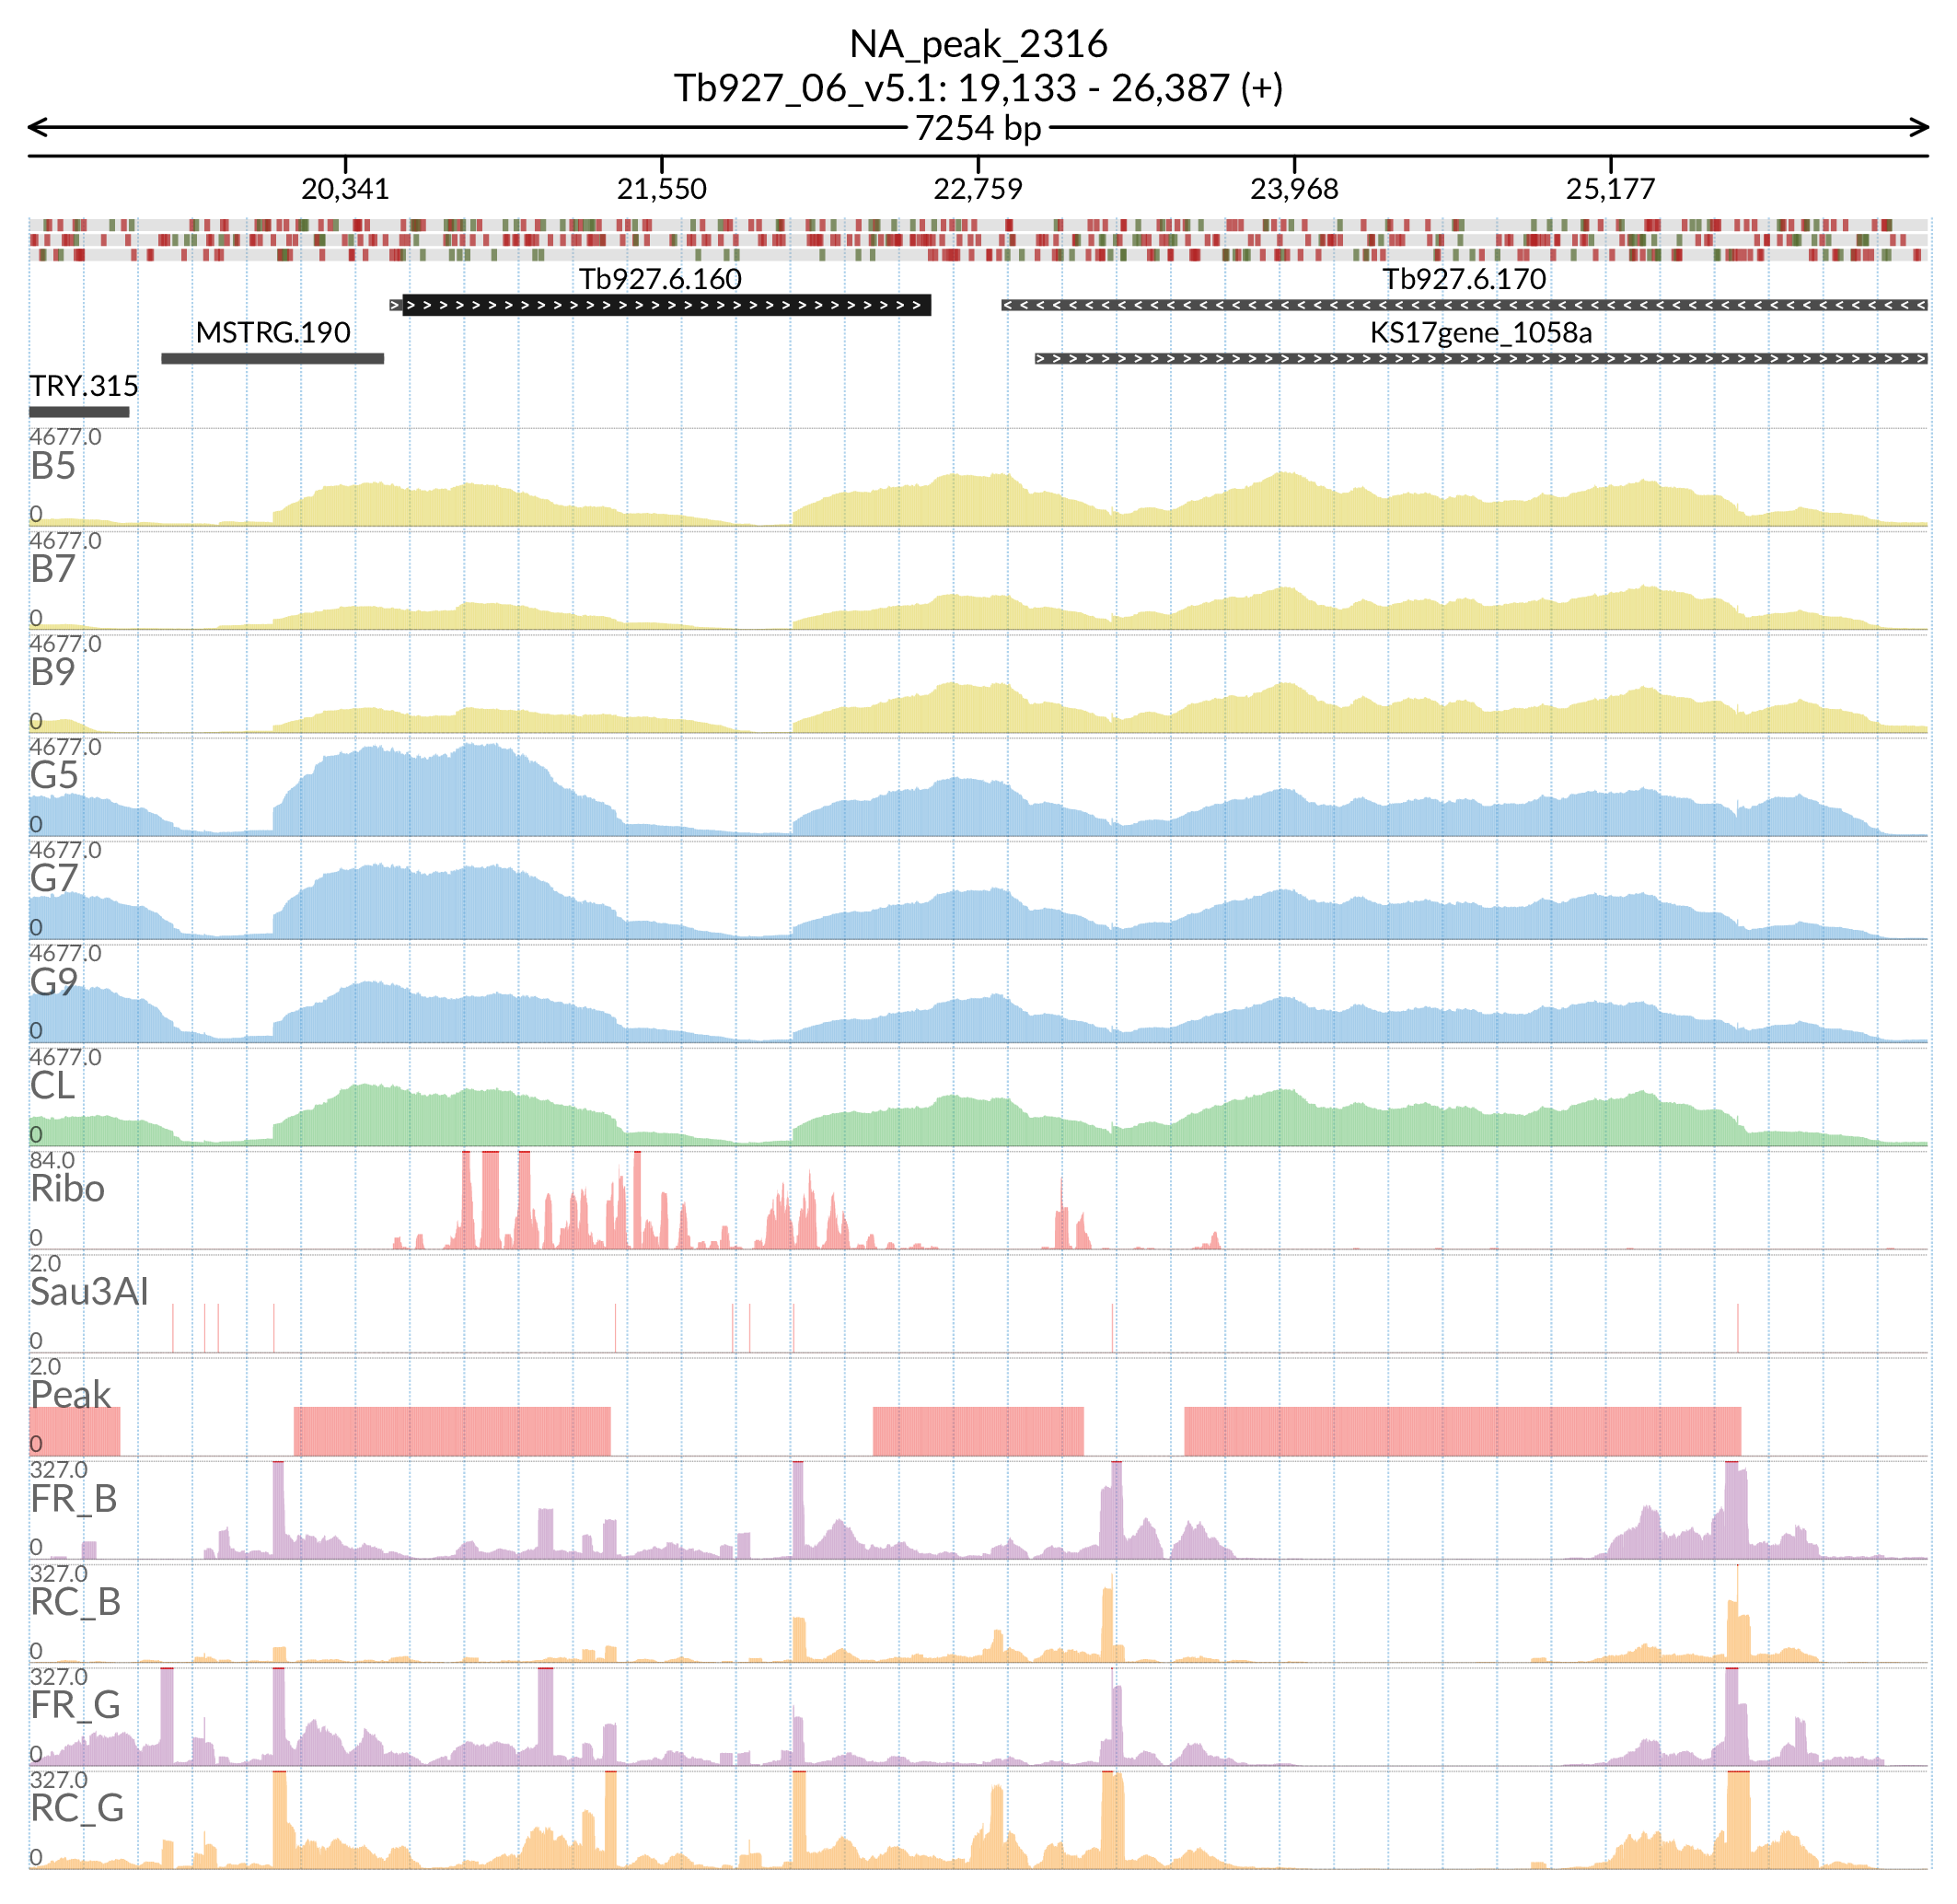 NA_peak_2316
Tb927_06_v5.1: 19,133 - 26,387 (+)
7254 bp
20,341 21,550 22,759 23,968 25,177
Tb927.6.160 Tb927.6.170
MSTRG.190 KS17gene_1058a
TRY.315
4677.0
B5
0
4677.0
B7
0
4677.0
B9
0
4677.0
G5
0
4677.0
G7
0
4677.0
G9
0
4677.0
CL
0
84.0
Ribo
0
2.0
Sau3AI
0
2.0
Peak
0
327.0
FR_B
0
327.0
RC_B
0
327.0
FR_G
0
327.0
RC_G
0